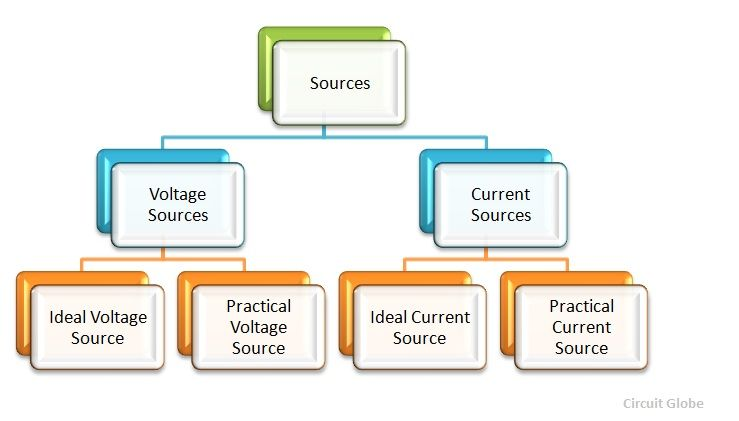 Sources
Voltage
Sources
Current
Sources
Ideal Voltage
Source
Practical
Voltage
Source
Ideal Current
Source
Practical
Current
Source
Circuit Globe